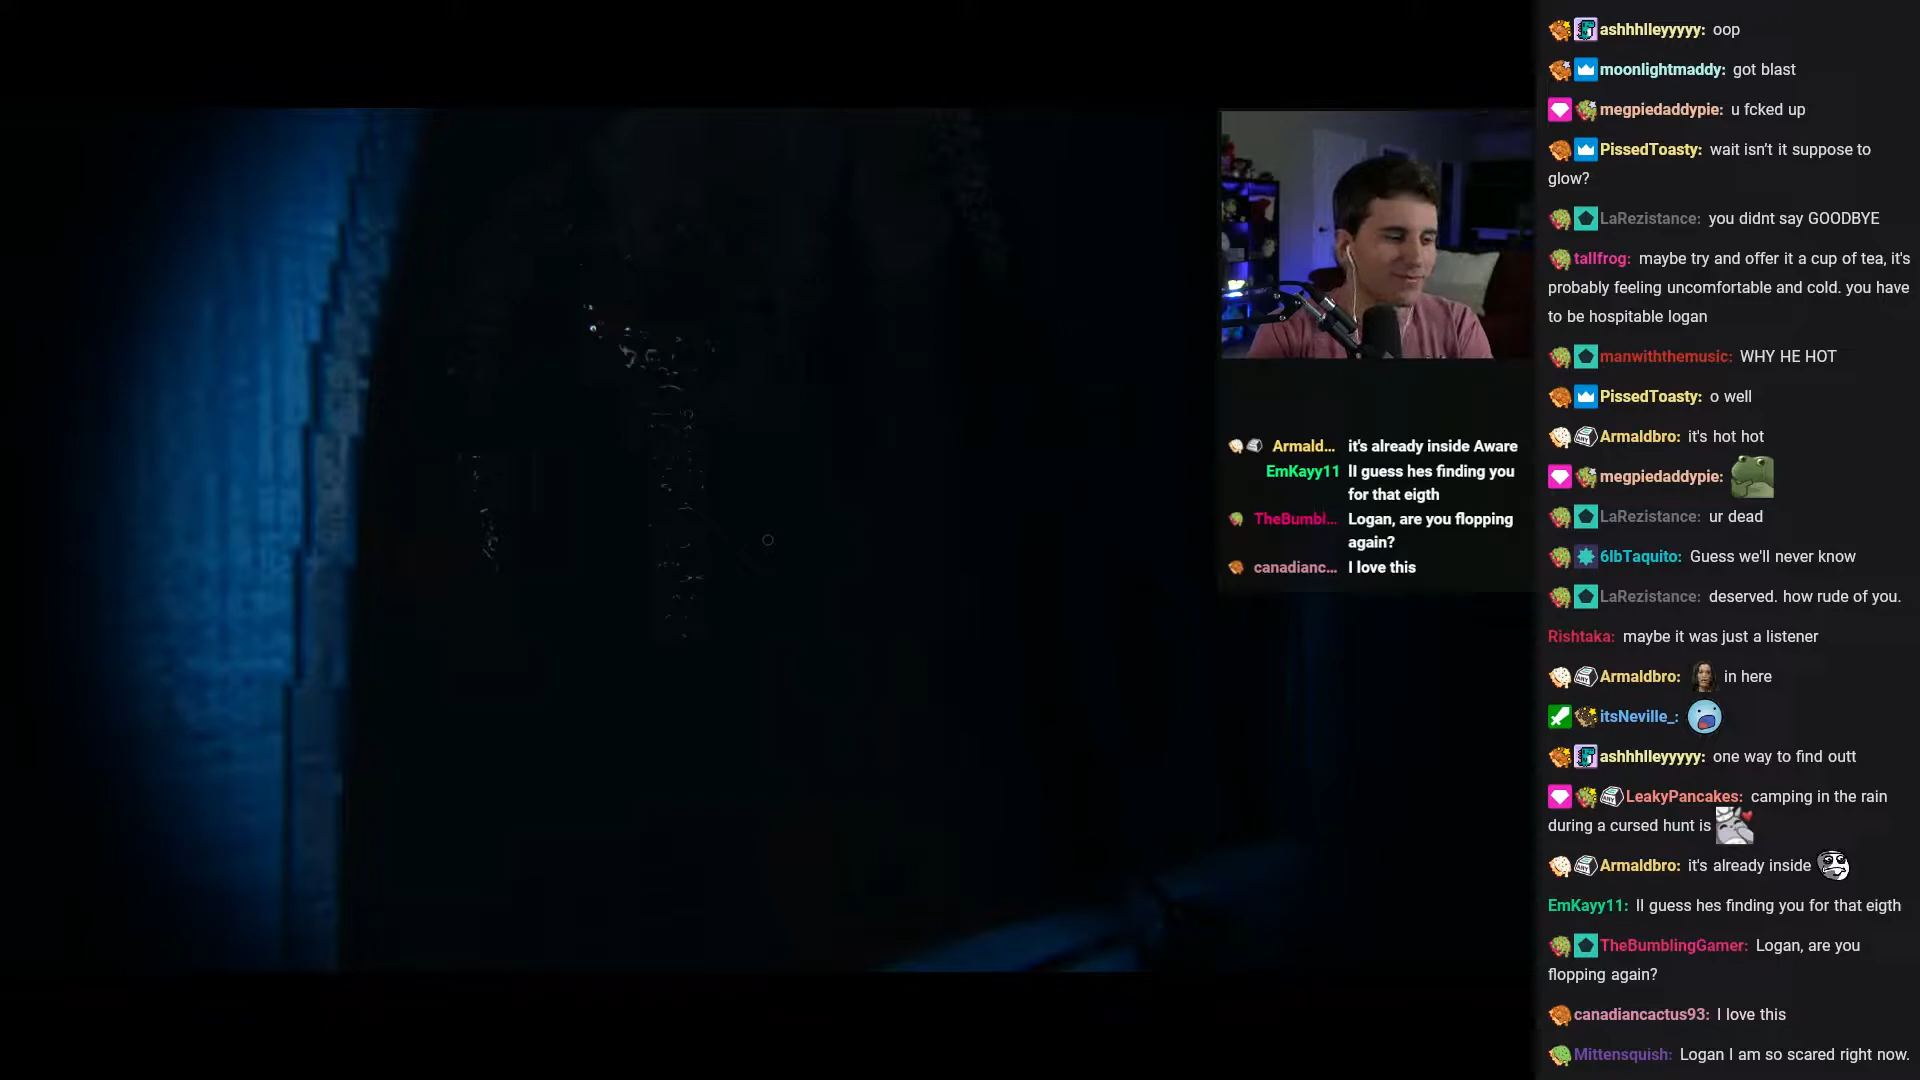 ashhhlleyyyyy: oop
moonlightmaddy: got blast
megpiedaddypie: u fcked up
PissedToasty: wait isn’t it suppose to
glow?
LaRezistance: you didnt say GOODBYE
tallfrog: maybe try and offer it a cup of tea, it's
probably feeling uncomfortable and cold. you have
to be hospitable logan
manwiththemusic: WHY HE HOT
PissedToasty: o well
Armaldbro: it's hot hot
megpiedaddypie:
LaRezistance: ur dead
6lbTaquito: Guess we'll never know
LaRezistance: deserved. how rude of you.
Rishtaka: maybe it was just a listener
Armaldbro: in here
itsNeville_:
ashhhlleyyyyy: one way to find outt
LeakyPancakes: camping in the rain
during a cursed hunt is
Armaldbro: it's already inside
EmKayy11: II guess hes finding you for that eigth
TheBumblingGamer: Logan, are you
flopping again?
canadiancactus93: I love this
Mittensquish: Logan I am so scared right now.
Armald... it's already inside Aware
EmKayy11 II guess hes finding you
for that eigth
TheBumbl... Logan, are you flopping
again?
canadianc... I love this